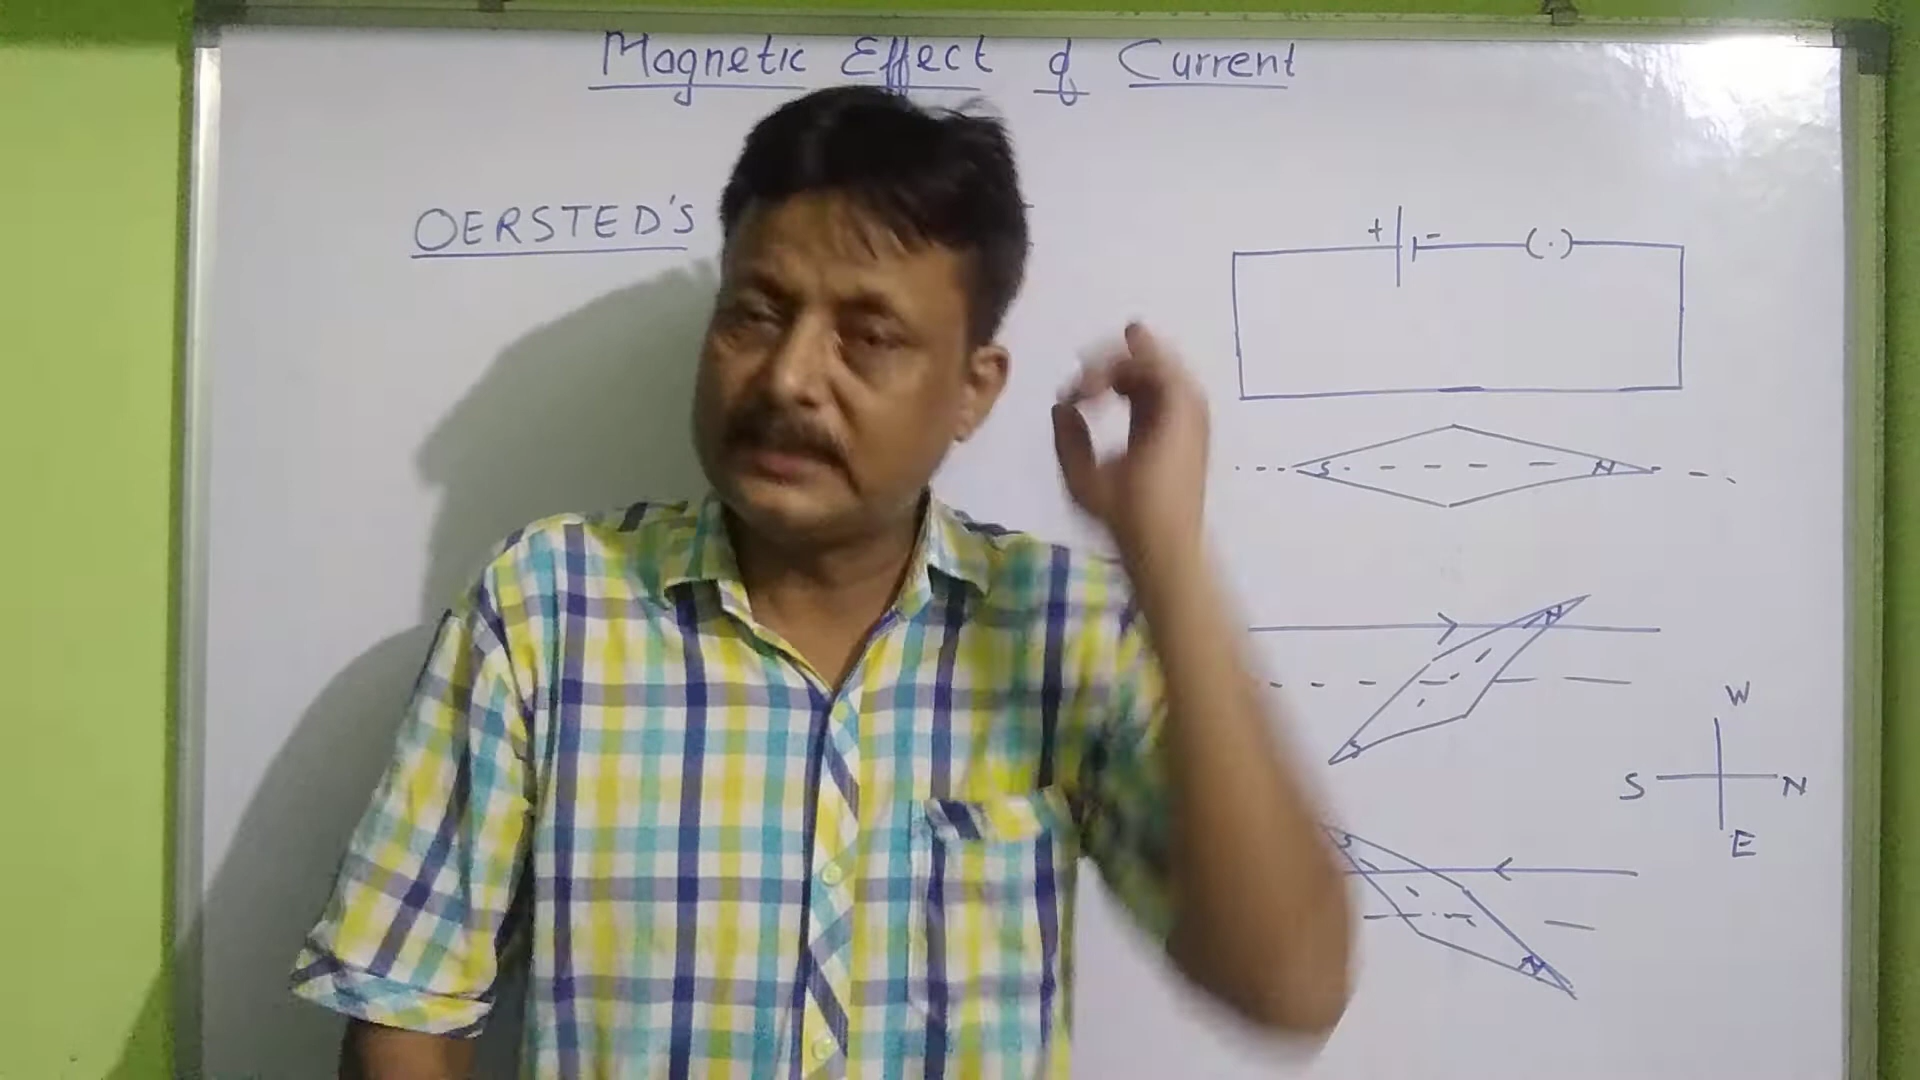 Magnetic Effect of Current
OERSTED'S
+ -
(.)
S N
N
S
W
S N
E
S
N